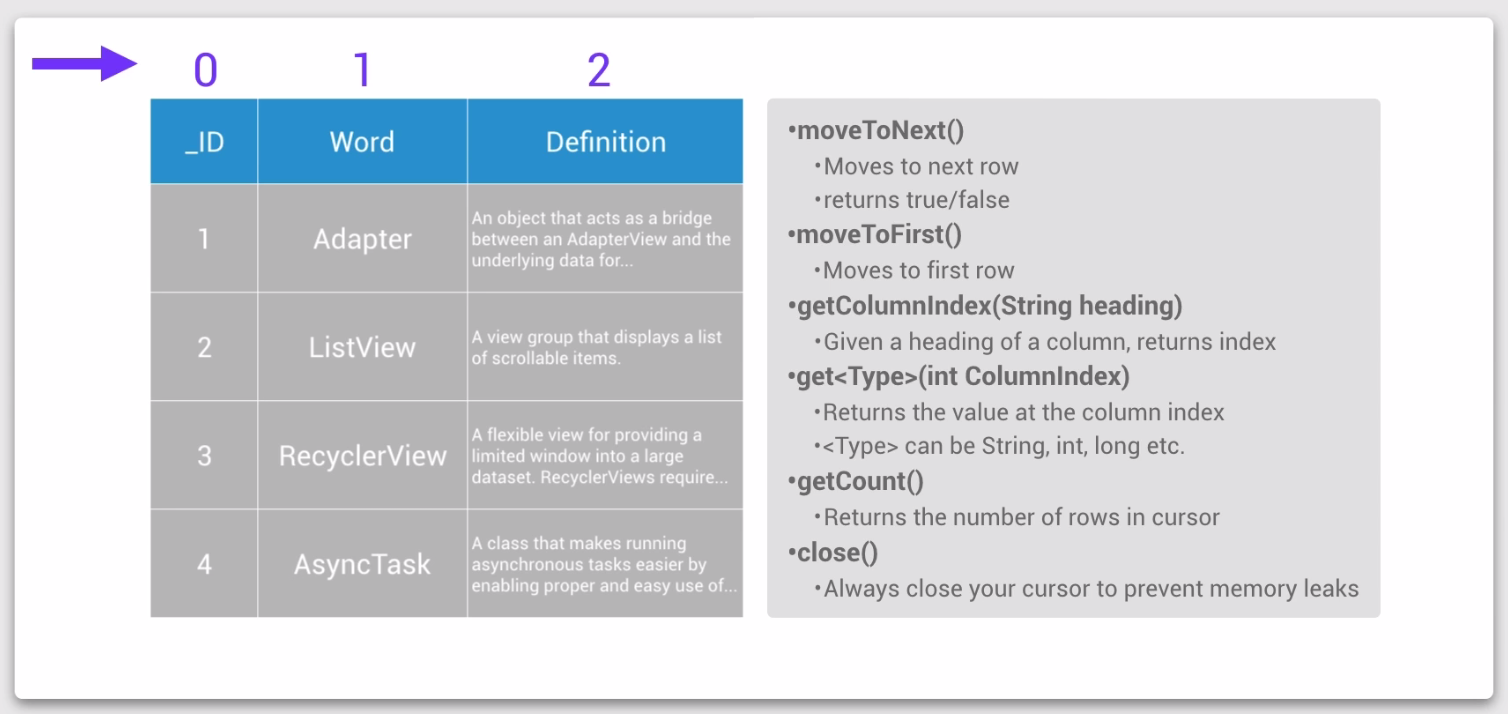 0 1 2
_ID Word Definition
1 Adapter
An object that acts as a bridge
between an AdapterView and the
underlying data for...
2 ListView
A view group that displays a list
of scrollable items.
3 RecyclerView
A flexible view for providing a
limited window into a large
dataset. RecyclerViews require...
4 AsyncTask
A class that makes running
asynchronous tasks easier by
enabling proper and easy use of...
•moveToNext()
•Moves to next row
•returns true/false
•moveToFirst()
•Moves to first row
•getColumnIndex(String heading)
•Given a heading of a column, returns index
•get<Type>(int ColumnIndex)
•Returns the value at the column index
•<Type> can be String, int, long etc.
•getCount()
•Returns the number of rows in cursor
•close()
•Always close your cursor to prevent memory leaks